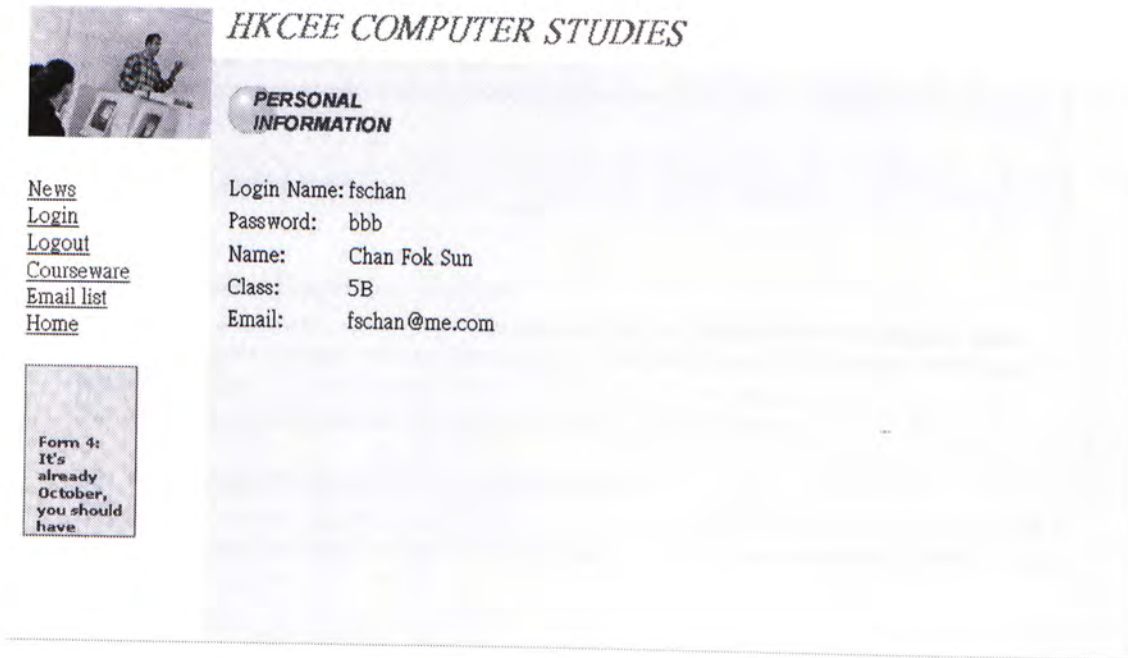 HKCEE COMPUTER STUDIES
PERSONAL
INFORMATION
News
Login
Logout
Courseware
Email list
Home
Login Name: fschan
Password: bbb
Name: Chan Fok Sun
Class: 5B
Email: fschan@me.com
Form 4:
It's
already
October,
you should
have